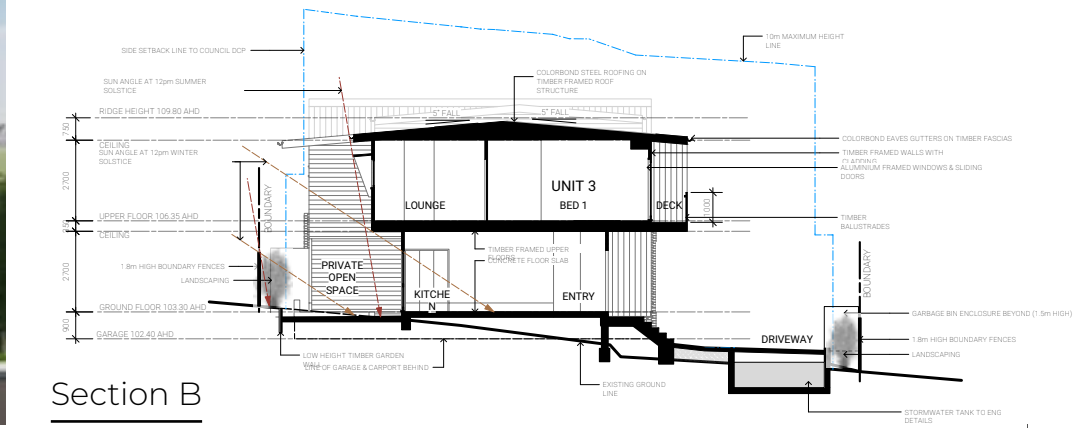 10m MAXIMUM HEIGHT
LINE
SIDE SETBACK LINE TO COUNCIL DCP
SUN ANGLE AT 12pm SUMMER
SOLSTICE
COLORBOND STEEL ROOFING ON
TIMBER FRAMED ROOF
STRUCTURE
RIDGE HEIGHT 109.80 AHD
5° FALL
5° FALL
750
CEILING
COLORBOND EAVES GUTTERS ON TIMBER FASCIAS
SUN ANGLE AT 12pm WINTER
SOLSTICE
TIMBER FRAMED WALLS WITH
CLADDING
ALUMINIUM FRAMED WINDOWS & SLIDING
DOORS
2700
BOUNDARY
UNIT 3
LOUNGE
BED 1
DECK
1000
UPPER FLOOR 106.35 AHD
TIMBER
BALUSTRADES
350
CEILING
TIMBER FRAMED UPPER
FLOORS
CONCRETE FLOOR SLAB
2700
1.8m HIGH BOUNDARY FENCES
LANDSCAPING
PRIVATE
OPEN
SPACE
KITCHE
N
ENTRY
BOUNDARY
GROUND FLOOR 103.30 AHD
GARBAGE BIN ENCLOSURE BEYOND (1.5m HIGH)
900
GARAGE 102.40 AHD
DRIVEWAY
1.8m HIGH BOUNDARY FENCES
LANDSCAPING
LOW HEIGHT TIMBER GARDEN
WALL
LINE OF GARAGE & CARPORT BEHIND
EXISTING GROUND
LINE
Section B
STORMWATER TANK TO ENG
DETAILS